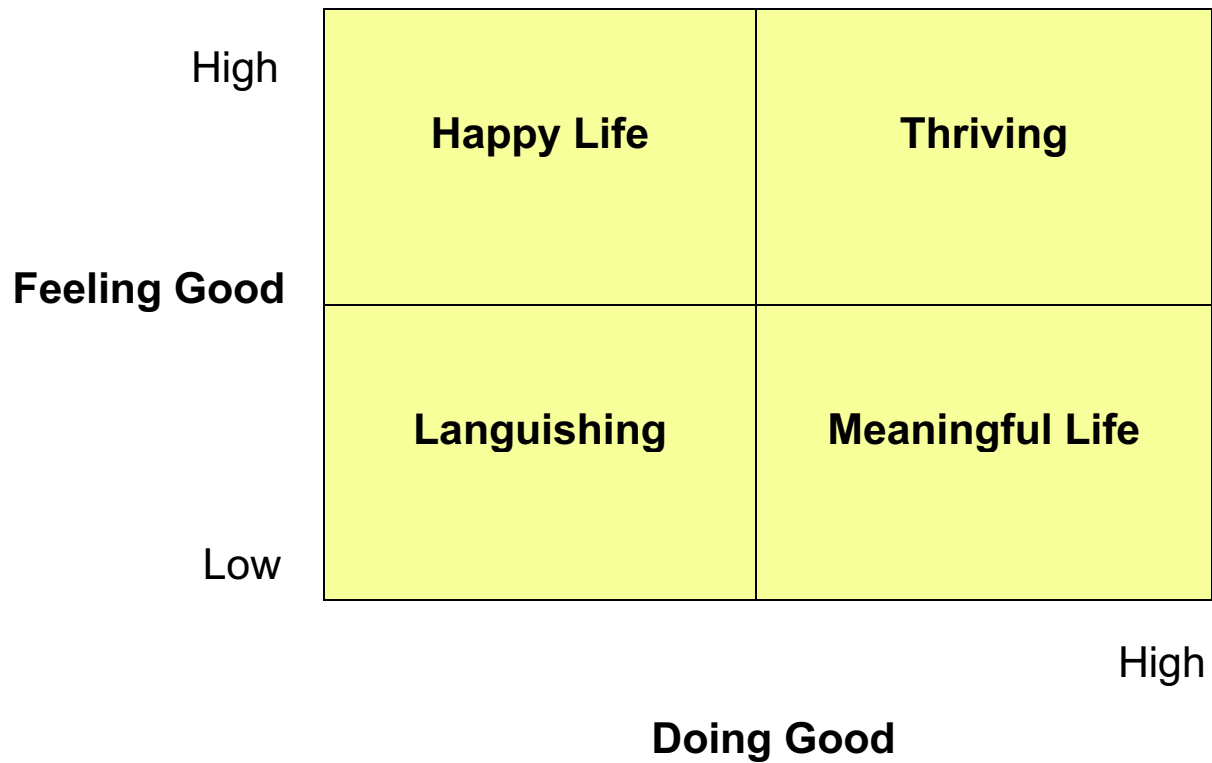 High
Happy Life
Thriving
Feeling Good
Languishing
Meaningful Life
Low
High
Doing Good